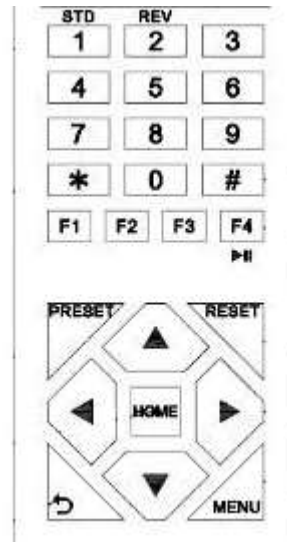 STD REV
1 2 3
4 5 6
7 8 9
* 0 #
F1 F2 F3 F4
PRESET RESET
HOME
MENU